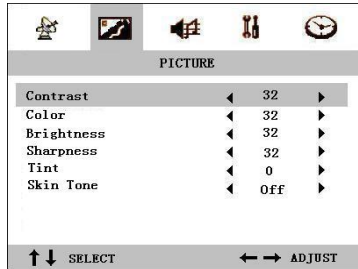 PICTURE
Contrast 32
Color 32
Brightness 32
Sharpness 32
Tint 0
Skin Tone Off
SELECT ADJUST